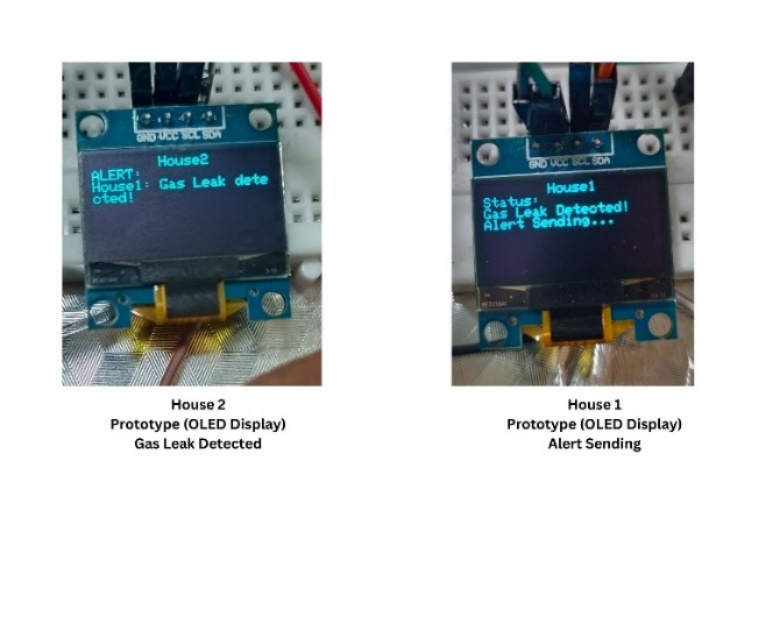 GND VCC SCL SDA
House2
ALERT:
House1: Gas Leak dete
cted!
House 2
Prototype (OLED Display)
Gas Leak Detected
GND VCC SCL SDA
House1
Status:
Gas Leak Detected!
Alert Sending...
House 1
Prototype (OLED Display)
Alert Sending